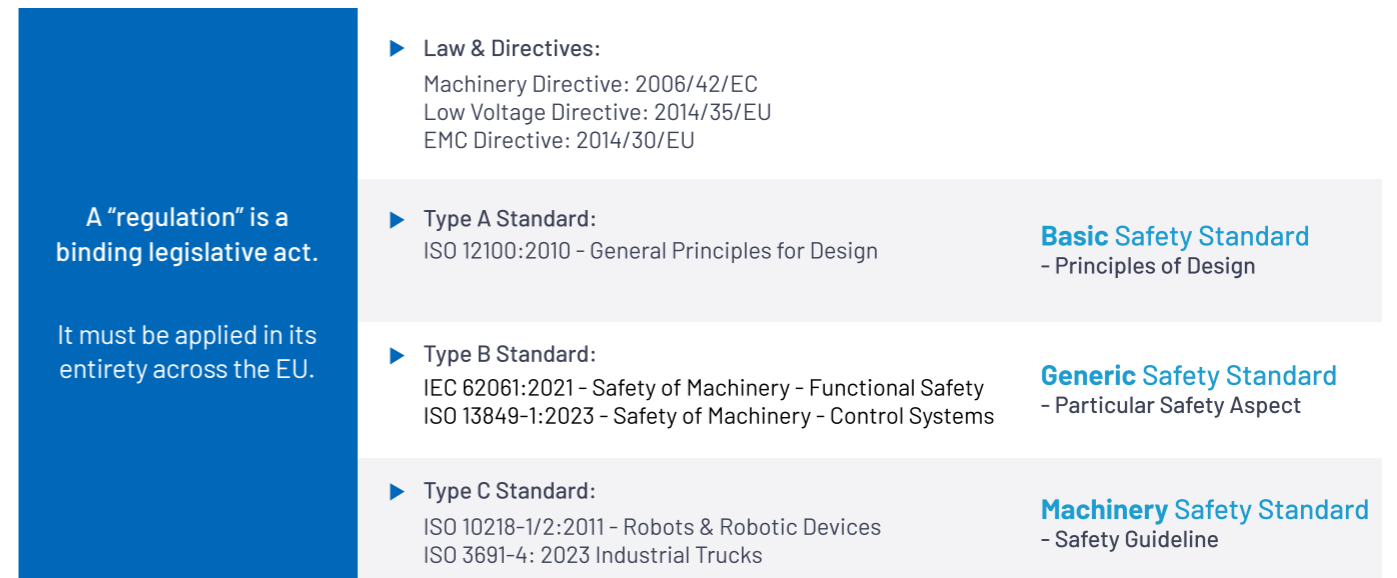 A “regulation” is a
binding legislative act.
It must be applied in its
entirety across the EU.
Law & Directives:
Machinery Directive: 2006/42/EC
Low Voltage Directive: 2014/35/EU
EMC Directive: 2014/30/EU
Type A Standard:
ISO 12100:2010 - General Principles for Design
Basic Safety Standard
- Principles of Design
Type B Standard:
IEC 62061:2021 - Safety of Machinery - Functional Safety
ISO 13849-1:2023 - Safety of Machinery - Control Systems
Generic Safety Standard
- Particular Safety Aspect
Type C Standard:
ISO 10218-1/2:2011 - Robots & Robotic Devices
ISO 3691-4: 2023 Industrial Trucks
Machinery Safety Standard
- Safety Guideline